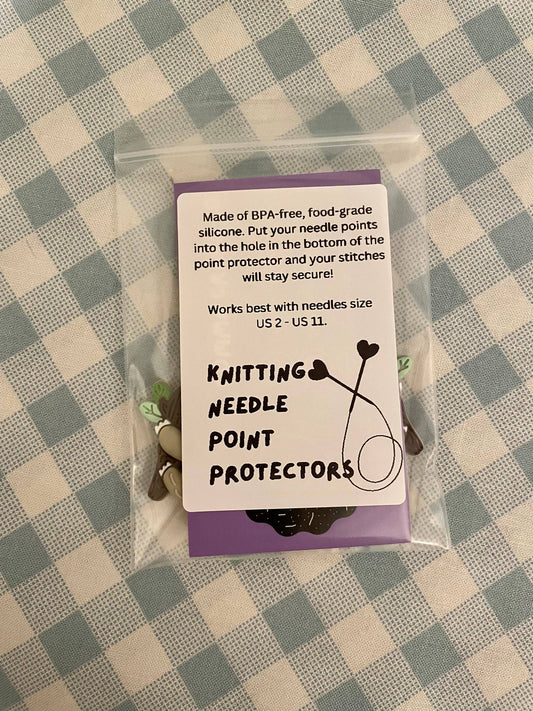 Made of BPA-free, food-grade
silicone. Put your needle points
into the hole in the bottom of the
point protector and your stitches
will stay secure!
Works best with needles size
US 2 - US 11.
KNITTING
NEEDLE
POINT
PROTECTORS